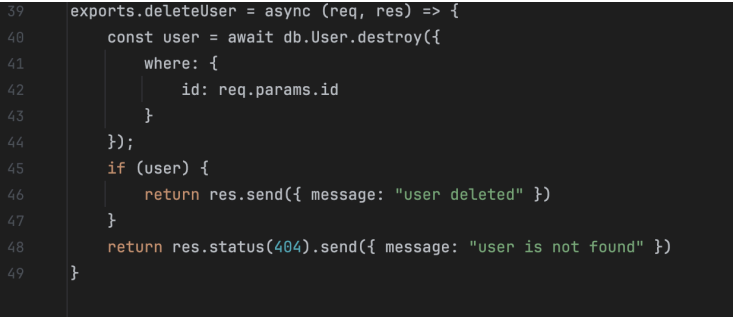 39 exports.deleteUser = async (req, res) => {
40 const user = await db.User.destroy({
41 where: {
42 id: req.params.id
43 }
44 });
45 if (user) {
46 return res.send({ message: "user deleted" })
47 }
48 return res.status(404).send({ message: "user is not found" })
49 }